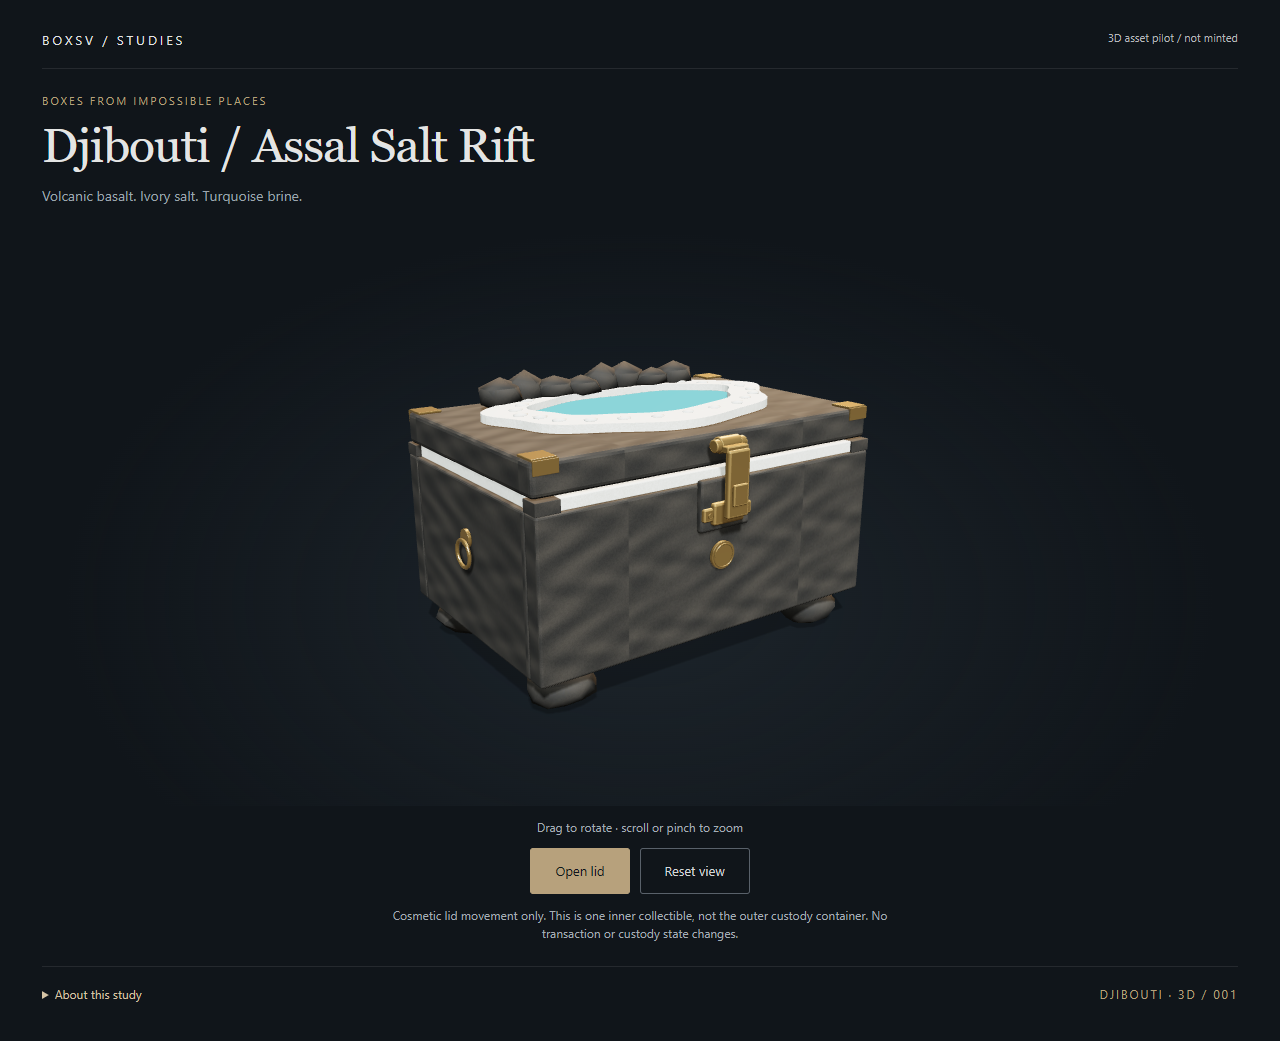 BOXSV / STUDIES
3D asset pilot / not minted
BOXES FROM IMPOSSIBLE PLACES
Djibouti / Assal Salt Rift
Volcanic basalt. Ivory salt. Turquoise brine.
Drag to rotate · scroll or pinch to zoom
Open lid
Reset view
Cosmetic lid movement only. This is one inner collectible, not the outer custody container. No
transaction or custody state changes.
About this study
DJIBOUTI · 3D / 001